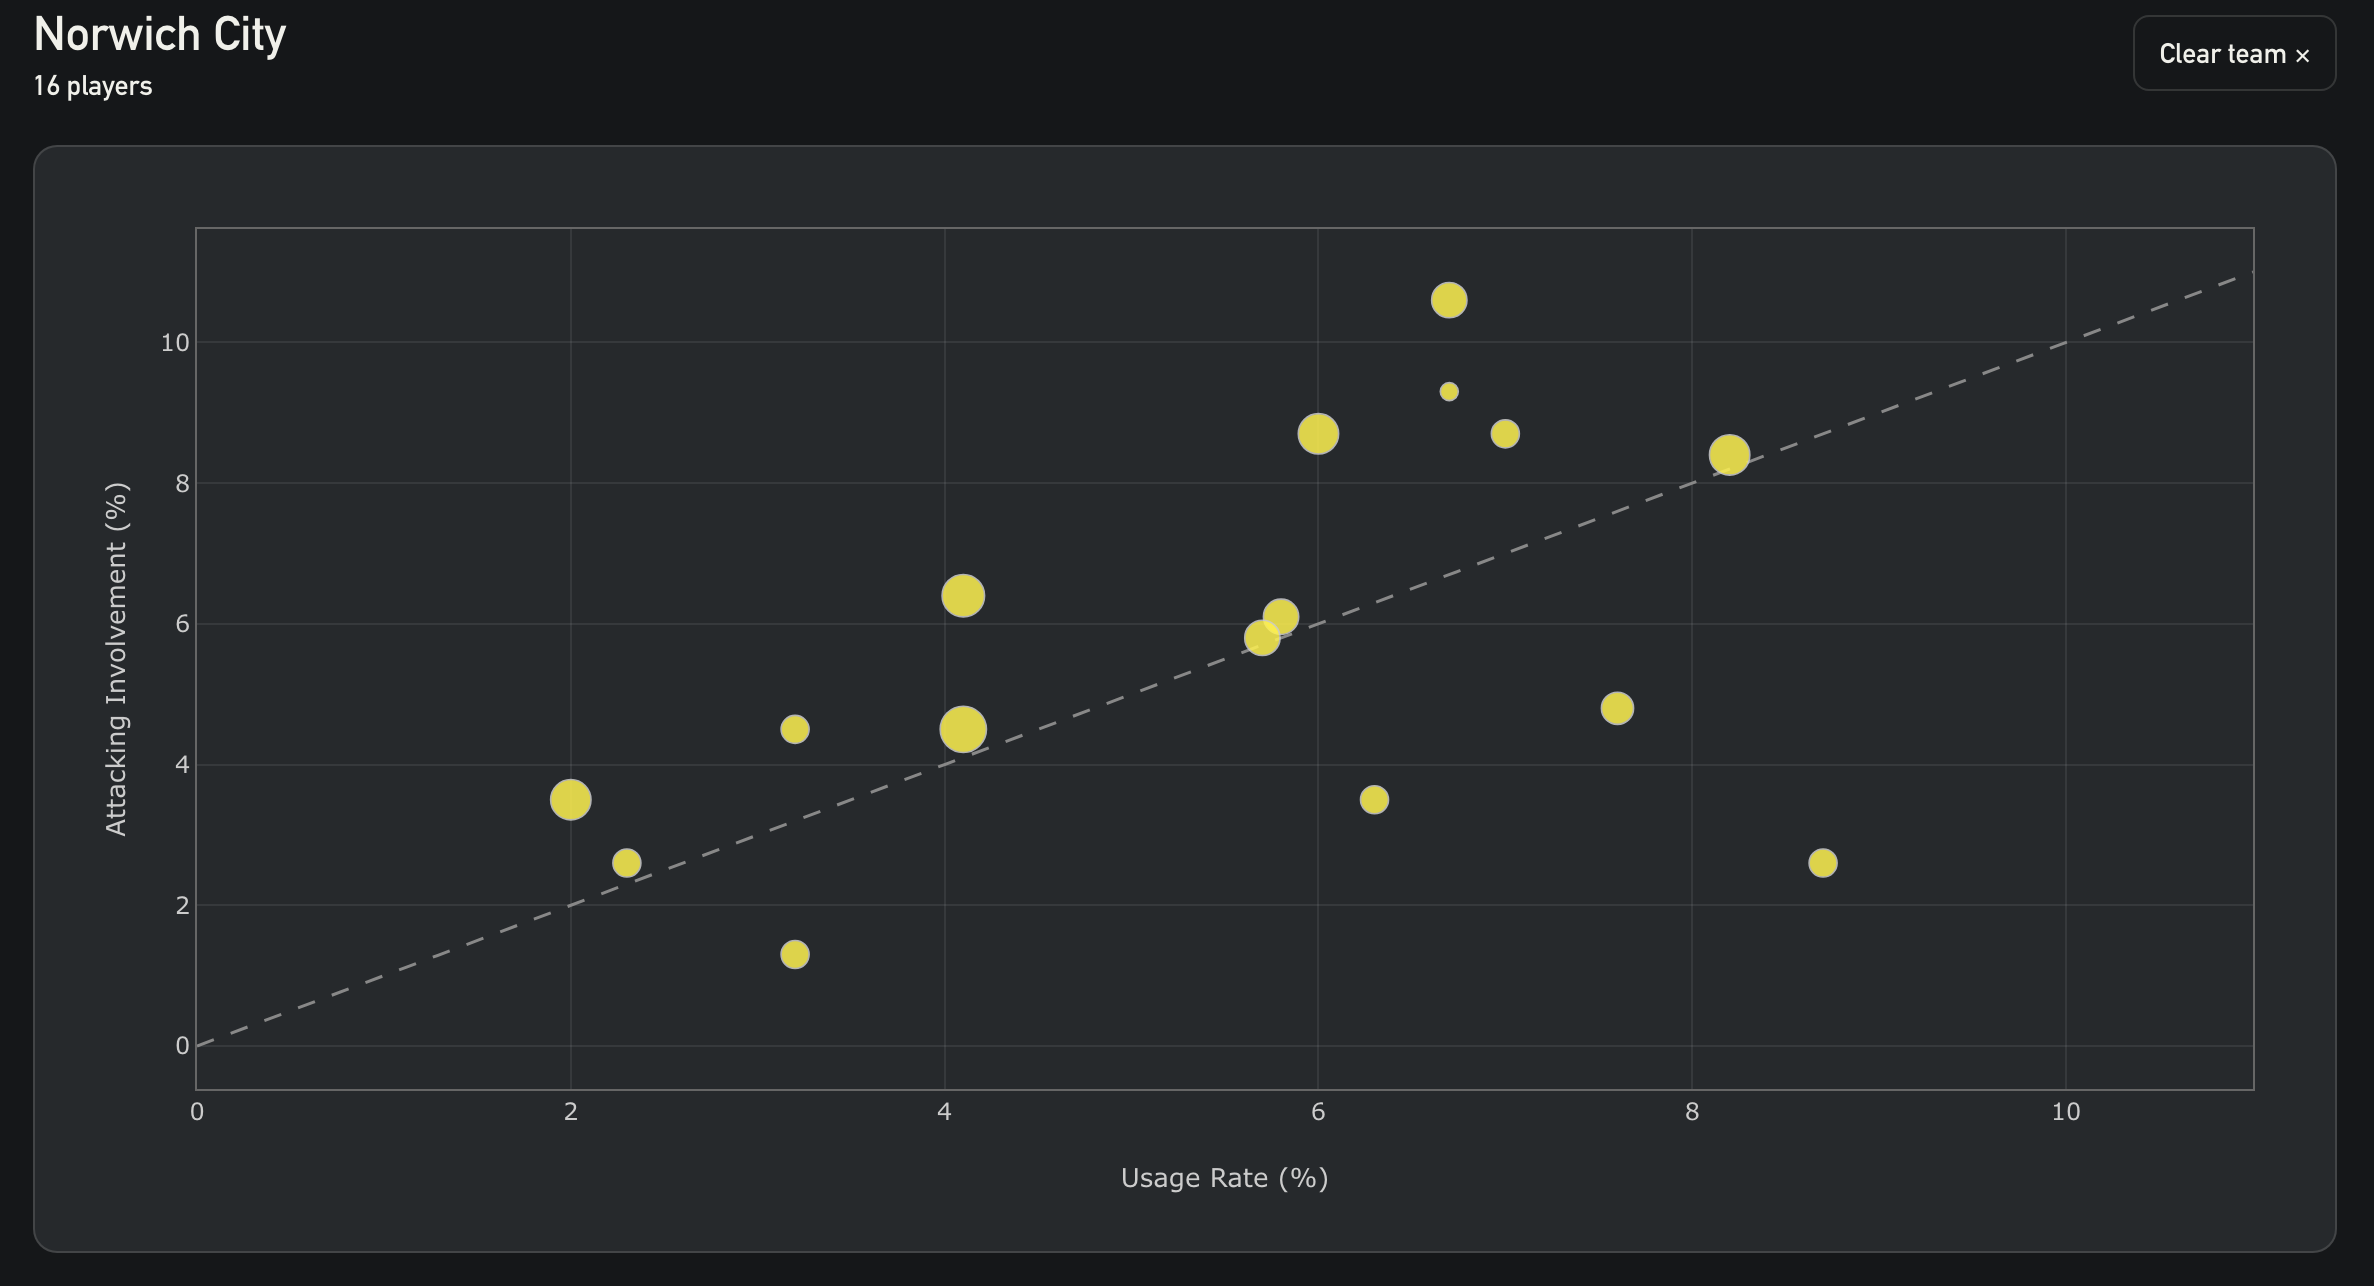 Norwich City
16 players
Clear team ×
Attacking Involvement (%)
10
8
6
4
2
0
0 2 4 6 8 10
Usage Rate (%)